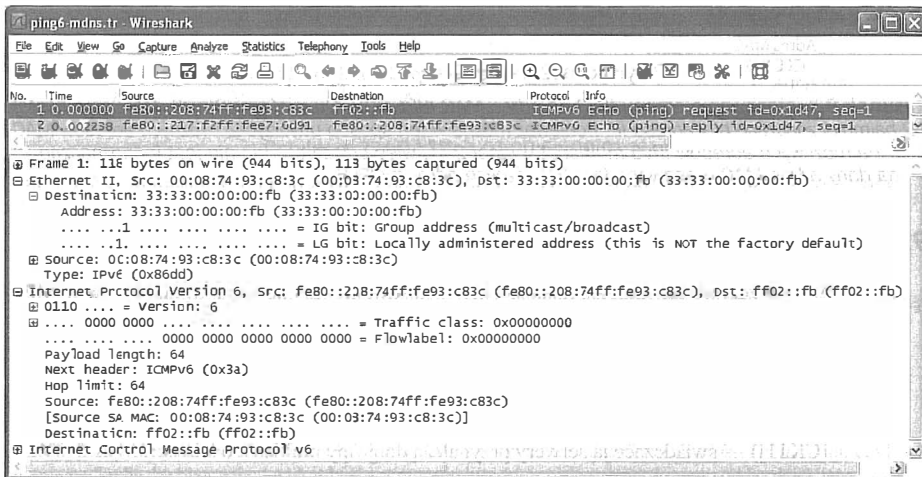 ping6-mdns.tr - Wireshark
File Edit View Go Capture Analyze Statistics Telephony Tools Help
No. Time Source Destnation Protocol Info
1 0.000000 fe80::208:74ff:fe93:c83c ff02::fb ICMPv6 Echo (ping) request id=0x1d47, seq=1
2 0.002238 fe80::217:f2ff:fee7:6d91 fe80::208:74ff:fe93:c83c ICMPv6 Echo (ping) reply id=0x1d47, seq=1
Frame 1: 118 bytes on wire (944 bits), 113 bytes captured (944 bits)
Ethernet II, Src: 00:08:74:93:c8:3c (00:03:74:93:c8:3c), Dst: 33:33:00:00:00:fb (33:33:00:00:00:fb)
Destination: 33:33:00:00:00:fb (33:33:00:00:00:fb)
Address: 33:33:00:00:00:fb (33:33:00:00:00:fb)
.... ...1 .... .... .... .... = IG bit: Group address (multicast/broadcast)
.... ..1. .... .... .... .... = LG bit: Locally administered address (this is NOT the factory default)
Source: 00:08:74:93:c8:3c (00:08:74:93:c8:3c)
Type: IPv6 (0x86dd)
Internet Protocol Version 6, Src: fe80::208:74ff:fe93:c83c (fe80::208:74ff:fe93:c83c), Dst: ff02::fb (ff02::fb)
0110 .... = Version: 6
.... 0000 0000 .... .... .... .... .... = Traffic class: 0x00000000
.... .... .... 0000 0000 0000 0000 0000 = Flowlabel: 0x00000000
Payload length: 64
Next header: ICMPv6 (0x3a)
Hop limit: 64
Source: fe80::208:74ff:fe93:c83c (fe80::208:74ff:fe93:c83c)
[Source SA MAC: 00:08:74:93:c8:3c (00:03:74:93:c8:3c)]
Destination: ff02::fb (ff02::fb)
Internet Control Message Protocol v6